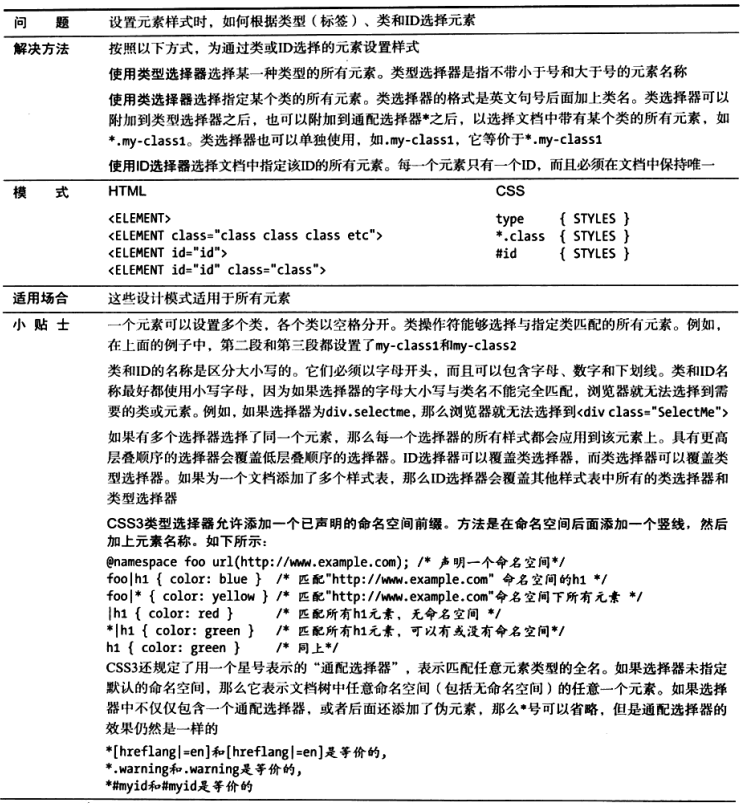 问 题 设置元素样式时，如何根据类型（标签）、类和ID选择元素
解决方法 按照以下方式，为通过类或ID选择的元素设置样式
使用类型选择器选择某一种类型的所有元素。类型选择器是指不带小于号和大于号的元素名称
使用类选择器选择指定某个类的所有元素。类选择器的格式是英文句号后面加上类名。类选择器可以
附加到类型选择器之后，也可以附加到通配选择器*之后，以选择文档中带有某个类的所有元素，如
*.my-class1。类选择器也可以单独使用，如.my-class1，它等价于*.my-class1
使用ID选择器选择文档中指定该ID的所有元素。每一个元素只有一个ID，而且必须在文档中保持唯一
模 式 HTML CSS
<ELEMENT> type { STYLES }
<ELEMENT class="class class class etc"> *.class { STYLES }
<ELEMENT id="id"> #id { STYLES }
<ELEMENT id="id" class="class">
适用场合 这些设计模式适用于所有元素
小 贴 士 一个元素可以设置多个类，各个类以空格分开。类操作符能够选择与指定类匹配的所有元素。例如，
在上面的例子中，第二段和第三段都设置了my-class1和my-class2
类和ID的名称是区分大小写的。它们必须以字母开头，而且可以包含字母、数字和下划线。类和ID名
称最好都使用小写字母，因为如果选择器的字母大小写与类名不能完全匹配，浏览器就无法选择到需
要的类或元素。例如，如果选择器为div.selectme，那么浏览器就无法选择到<div class="SelectMe">
如果有多个选择器选择了同一个元素，那么每一个选择器的所有样式都会应用到该元素上。具有更高
层叠顺序的选择器会覆盖低层叠顺序的选择器。ID选择器可以覆盖类选择器，而类选择器可以覆盖类
型选择器。如果为一个文档添加了多个样式表，那么ID选择器会覆盖其他样式表中所有的类选择器和
类型选择器
CSS3类型选择器允许添加一个已声明的命名空间前缀。方法是在命名空间后面添加一个竖线，然后
加上元素名称。如下所示：
@namespace foo url(http://www.example.com); /* 声明一个命名空间*/
foo|h1 { color: blue } /* 匹配"http://www.example.com" 命名空间的h1 */
foo|* { color: yellow } /* 匹配"http://www.example.com"命名空间下所有元素 */
|h1 { color: red } /* 匹配所有h1元素，无命名空间 */
*|h1 { color: green } /* 匹配所有h1元素，可以有或没有命名空间*/
h1 { color: green } /* 同上*/
CSS3还规定了用一个星号表示的“通配选择器”，表示匹配任意元素类型的全名。如果选择器未指定
默认的命名空间，那么它表示文档树中任意命名空间（包括无命名空间）的任意一个元素。如果选择
器中不仅仅包含一个通配选择器，或者后面还添加了伪元素，那么*号可以省略，但是通配选择器的
效果仍然是一样的
*[hreflang|=en]和[hreflang|=en]是等价的，
*.warning和.warning是等价的，
*#myid和#myid是等价的